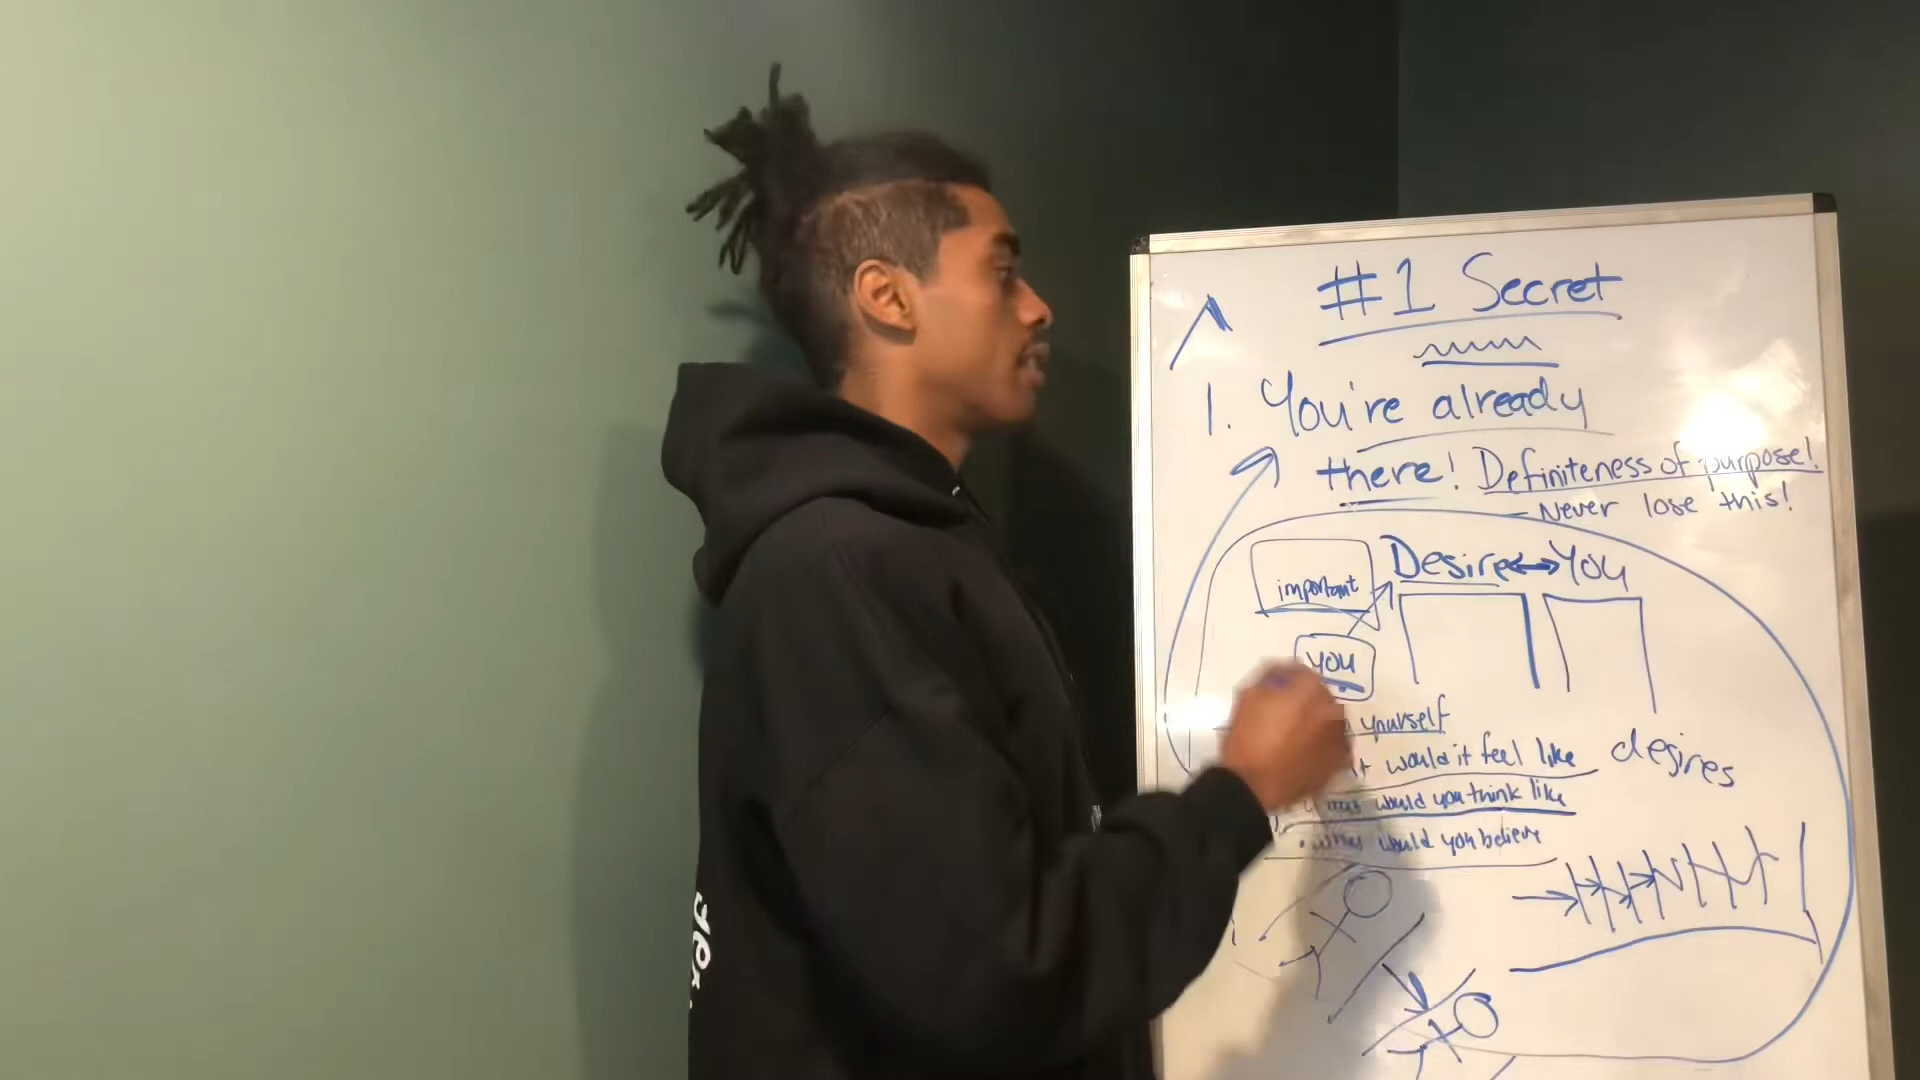 #1 Secret
1. You're already
there! Definiteness of purpose!
- Never lose this!
important
Desire ↔ You
you
yourself
would it feel like
desires
would you think like
• what would you believe